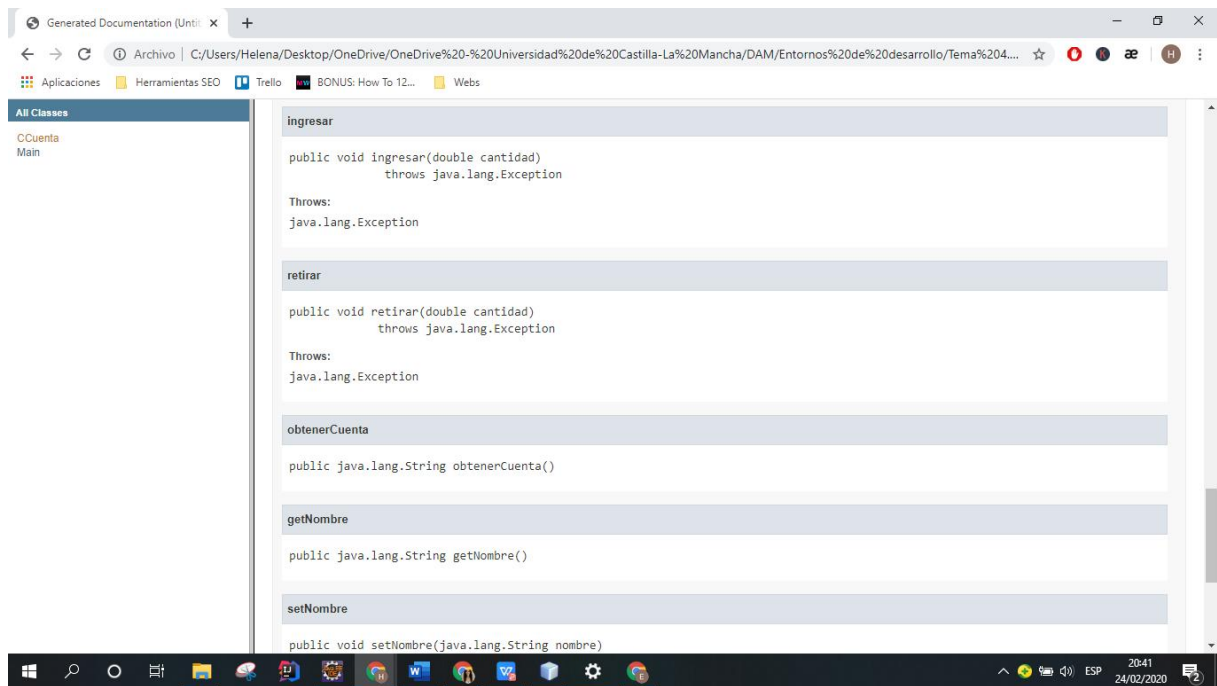 Generated Documentation (Untit
Archivo
C:/Users/Helena/Desktop/OneDrive/OneDrive%20-%20Universidad%20de%20Castilla-La%20Mancha/DAM/Entornos%20de%20desarrollo/Tema%204....
H
Aplicaciones
Herramientas SEO
Trello
BONUS: How To 12...
Webs
All Classes
CCuenta
Main
ingresar
public void ingresar(double cantidad)
throws java.lang.Exception
Throws:
java.lang.Exception
retirar
public void retirar(double cantidad)
throws java.lang.Exception
Throws:
java.lang.Exception
obtenerCuenta
public java.lang.String obtenerCuenta()
getNombre
public java.lang.String getNombre()
setNombre
public void setNombre(java.lang.String nombre)
ESP
20:41
24/02/2020